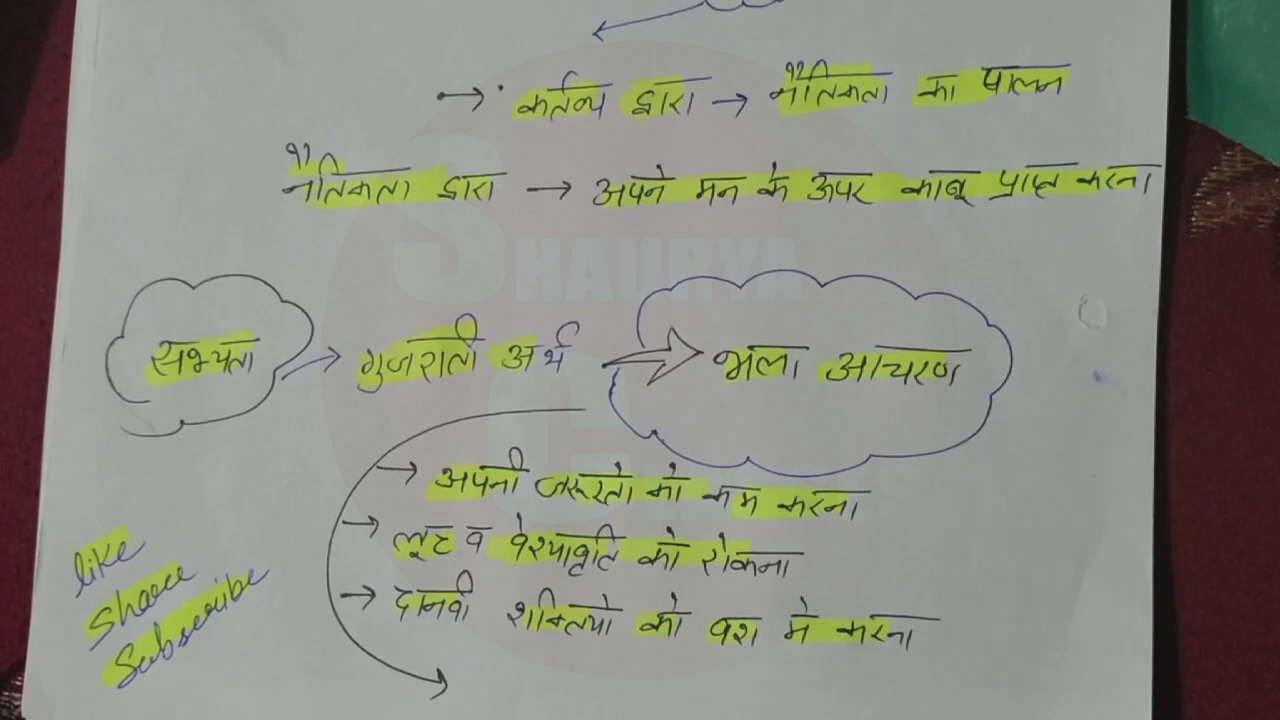 → कर्तव्य द्वारा → नैतिकता का पालन
नैतिकता द्वारा → अपने मन के ऊपर काबू प्राप्त करना
सभ्यता → गुजराती अर्थ → भला आचरण
→ अपनी जरूरतो को कम करना
→ लूट व वेश्यावृति को रोकना
→ दानवी शक्तियो को वश मे करना
like
Share
Subscribe
SHAURYA